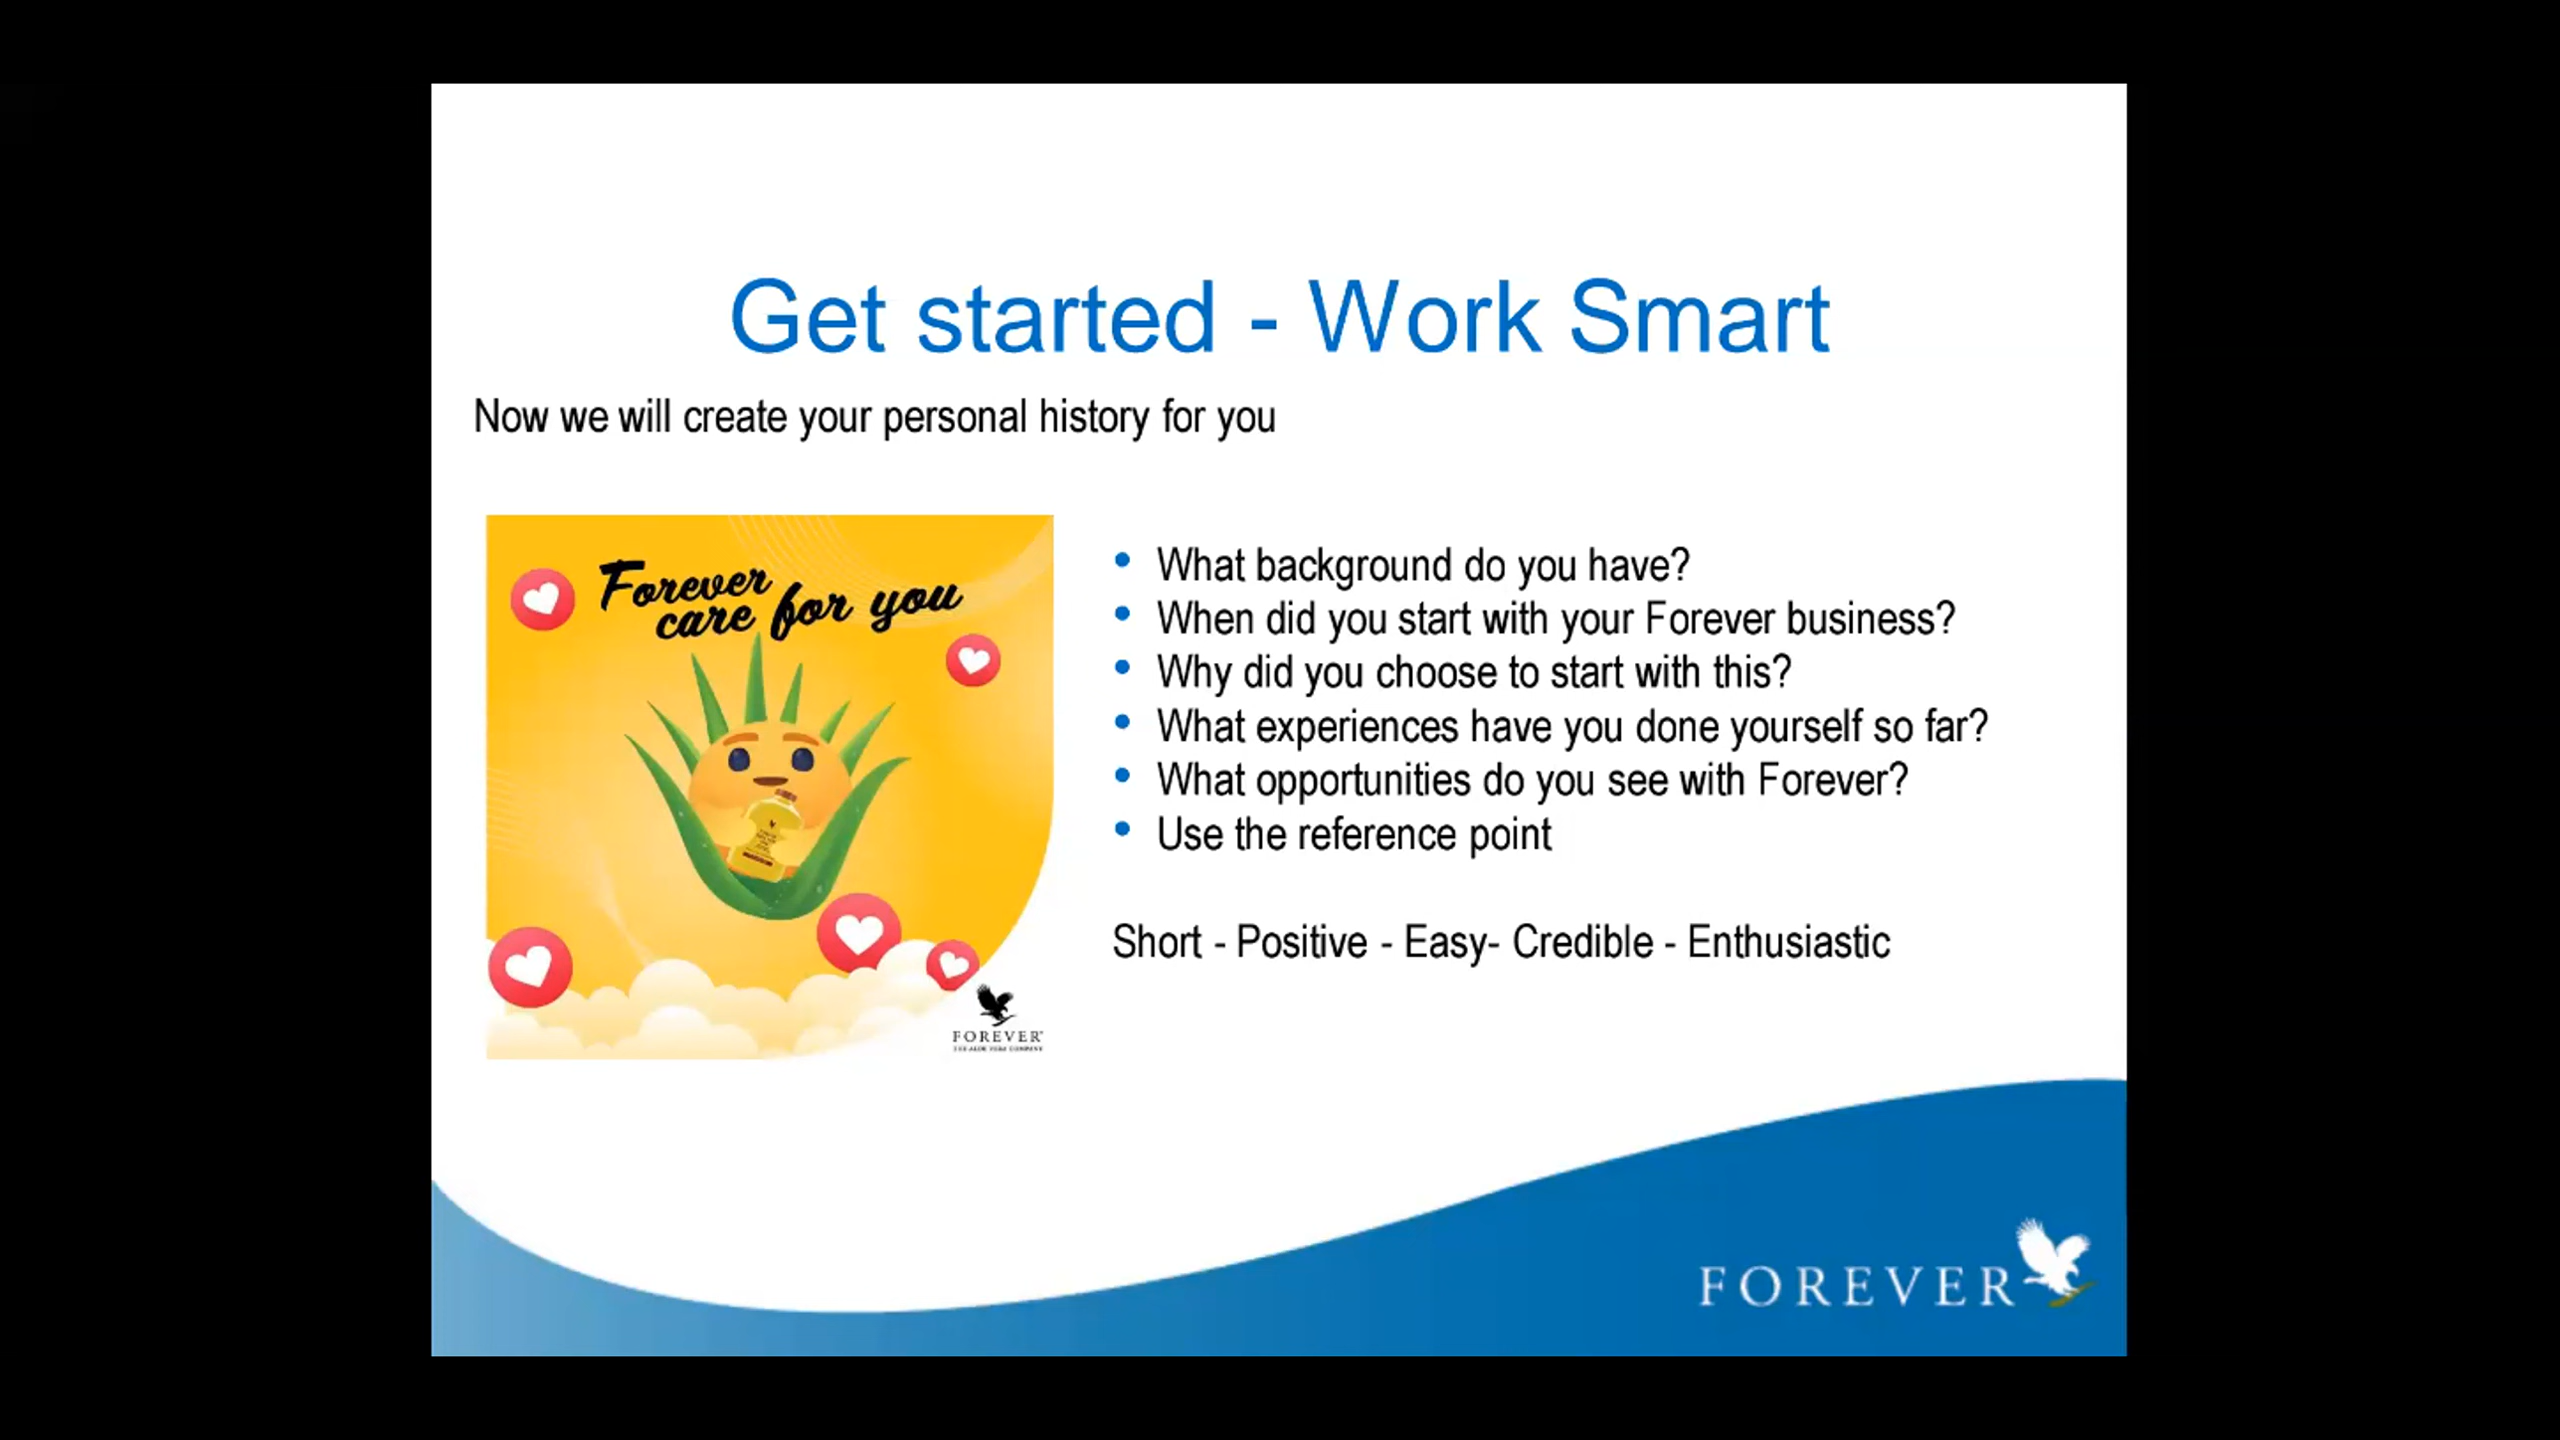 Get started - Work Smart
Now we will create your personal history for you
Forever
care for you
FOREVER
THE ALOE VERA COMPANY
• What background do you have?
• When did you start with your Forever business?
• Why did you choose to start with this?
• What experiences have you done yourself so far?
• What opportunities do you see with Forever?
• Use the reference point
Short - Positive - Easy- Credible - Enthusiastic
FOREVER